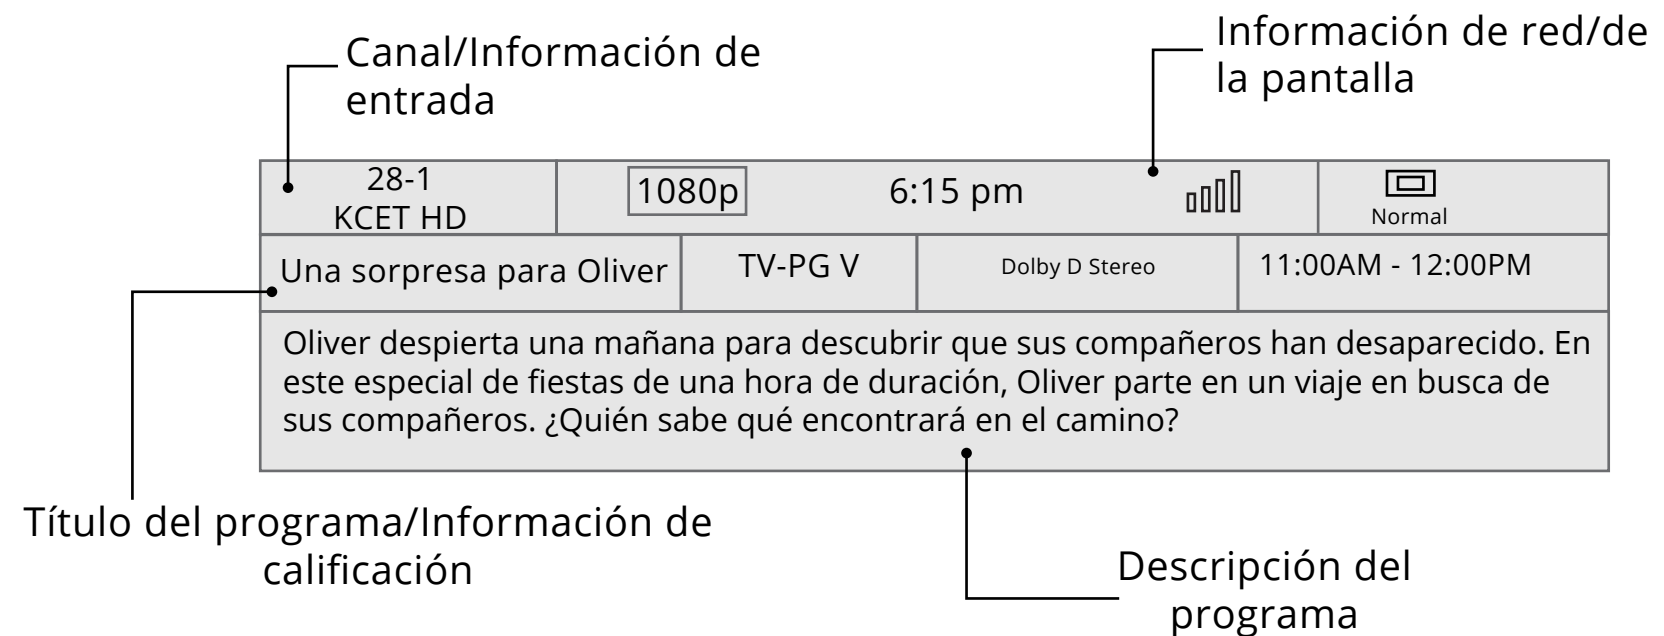 Canal/Información de
entrada
Información de red/de
la pantalla
28-1
KCET HD
1080p
6:15 pm
Normal
Una sorpresa para Oliver
TV-PG V
Dolby D Stereo
11:00AM - 12:00PM
Oliver despierta una mañana para descubrir que sus compañeros han desaparecido. En
este especial de fiestas de una hora de duración, Oliver parte en un viaje en busca de
sus compañeros. ¿Quién sabe qué encontrará en el camino?
Título del programa/Información de
calificación
Descripción del
programa